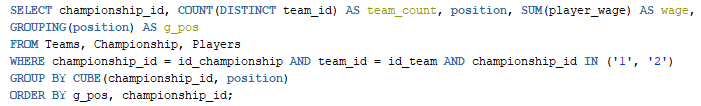 SELECT championship_id, COUNT(DISTINCT team_id) AS team_count, position, SUM(player_wage) AS wage,
GROUPING(position) AS g_pos
FROM Teams, Championship, Players
WHERE championship_id = id_championship AND team_id = id_team AND championship_id IN ('1', '2')
GROUP BY CUBE(championship_id, position)
ORDER BY g_pos, championship_id;